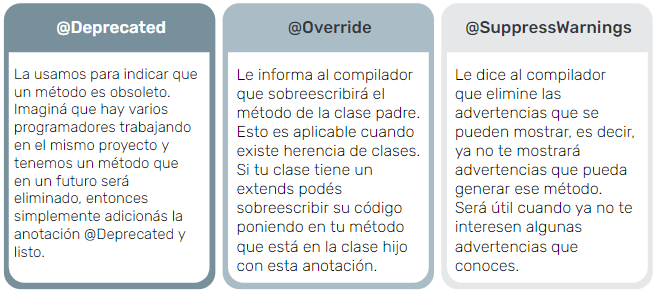 @Deprecated
La usamos para indicar que
un método es obsoleto.
Imaginá que hay varios
programadores trabajando
en el mismo proyecto y
tenemos un método que
en un futuro será
eliminado, entonces
simplemente adicionás la
anotación @Deprecated y
listo.
@Override
Le informa al compilador
que sobreescribirá el
método de la clase padre.
Esto es aplicable cuando
existe herencia de clases.
Si tu clase tiene un
extends podés
sobreescribir su código
poniendo en tu método
que está en la clase hijo
con esta anotación.
@SuppressWarnings
Le dice al compilador
que elimine las
advertencias que se
pueden mostrar, es decir,
ya no te mostrará
advertencias que pueda
generar ese método.
Será útil cuando ya no te
interesen algunas
advertencias que
conoces.